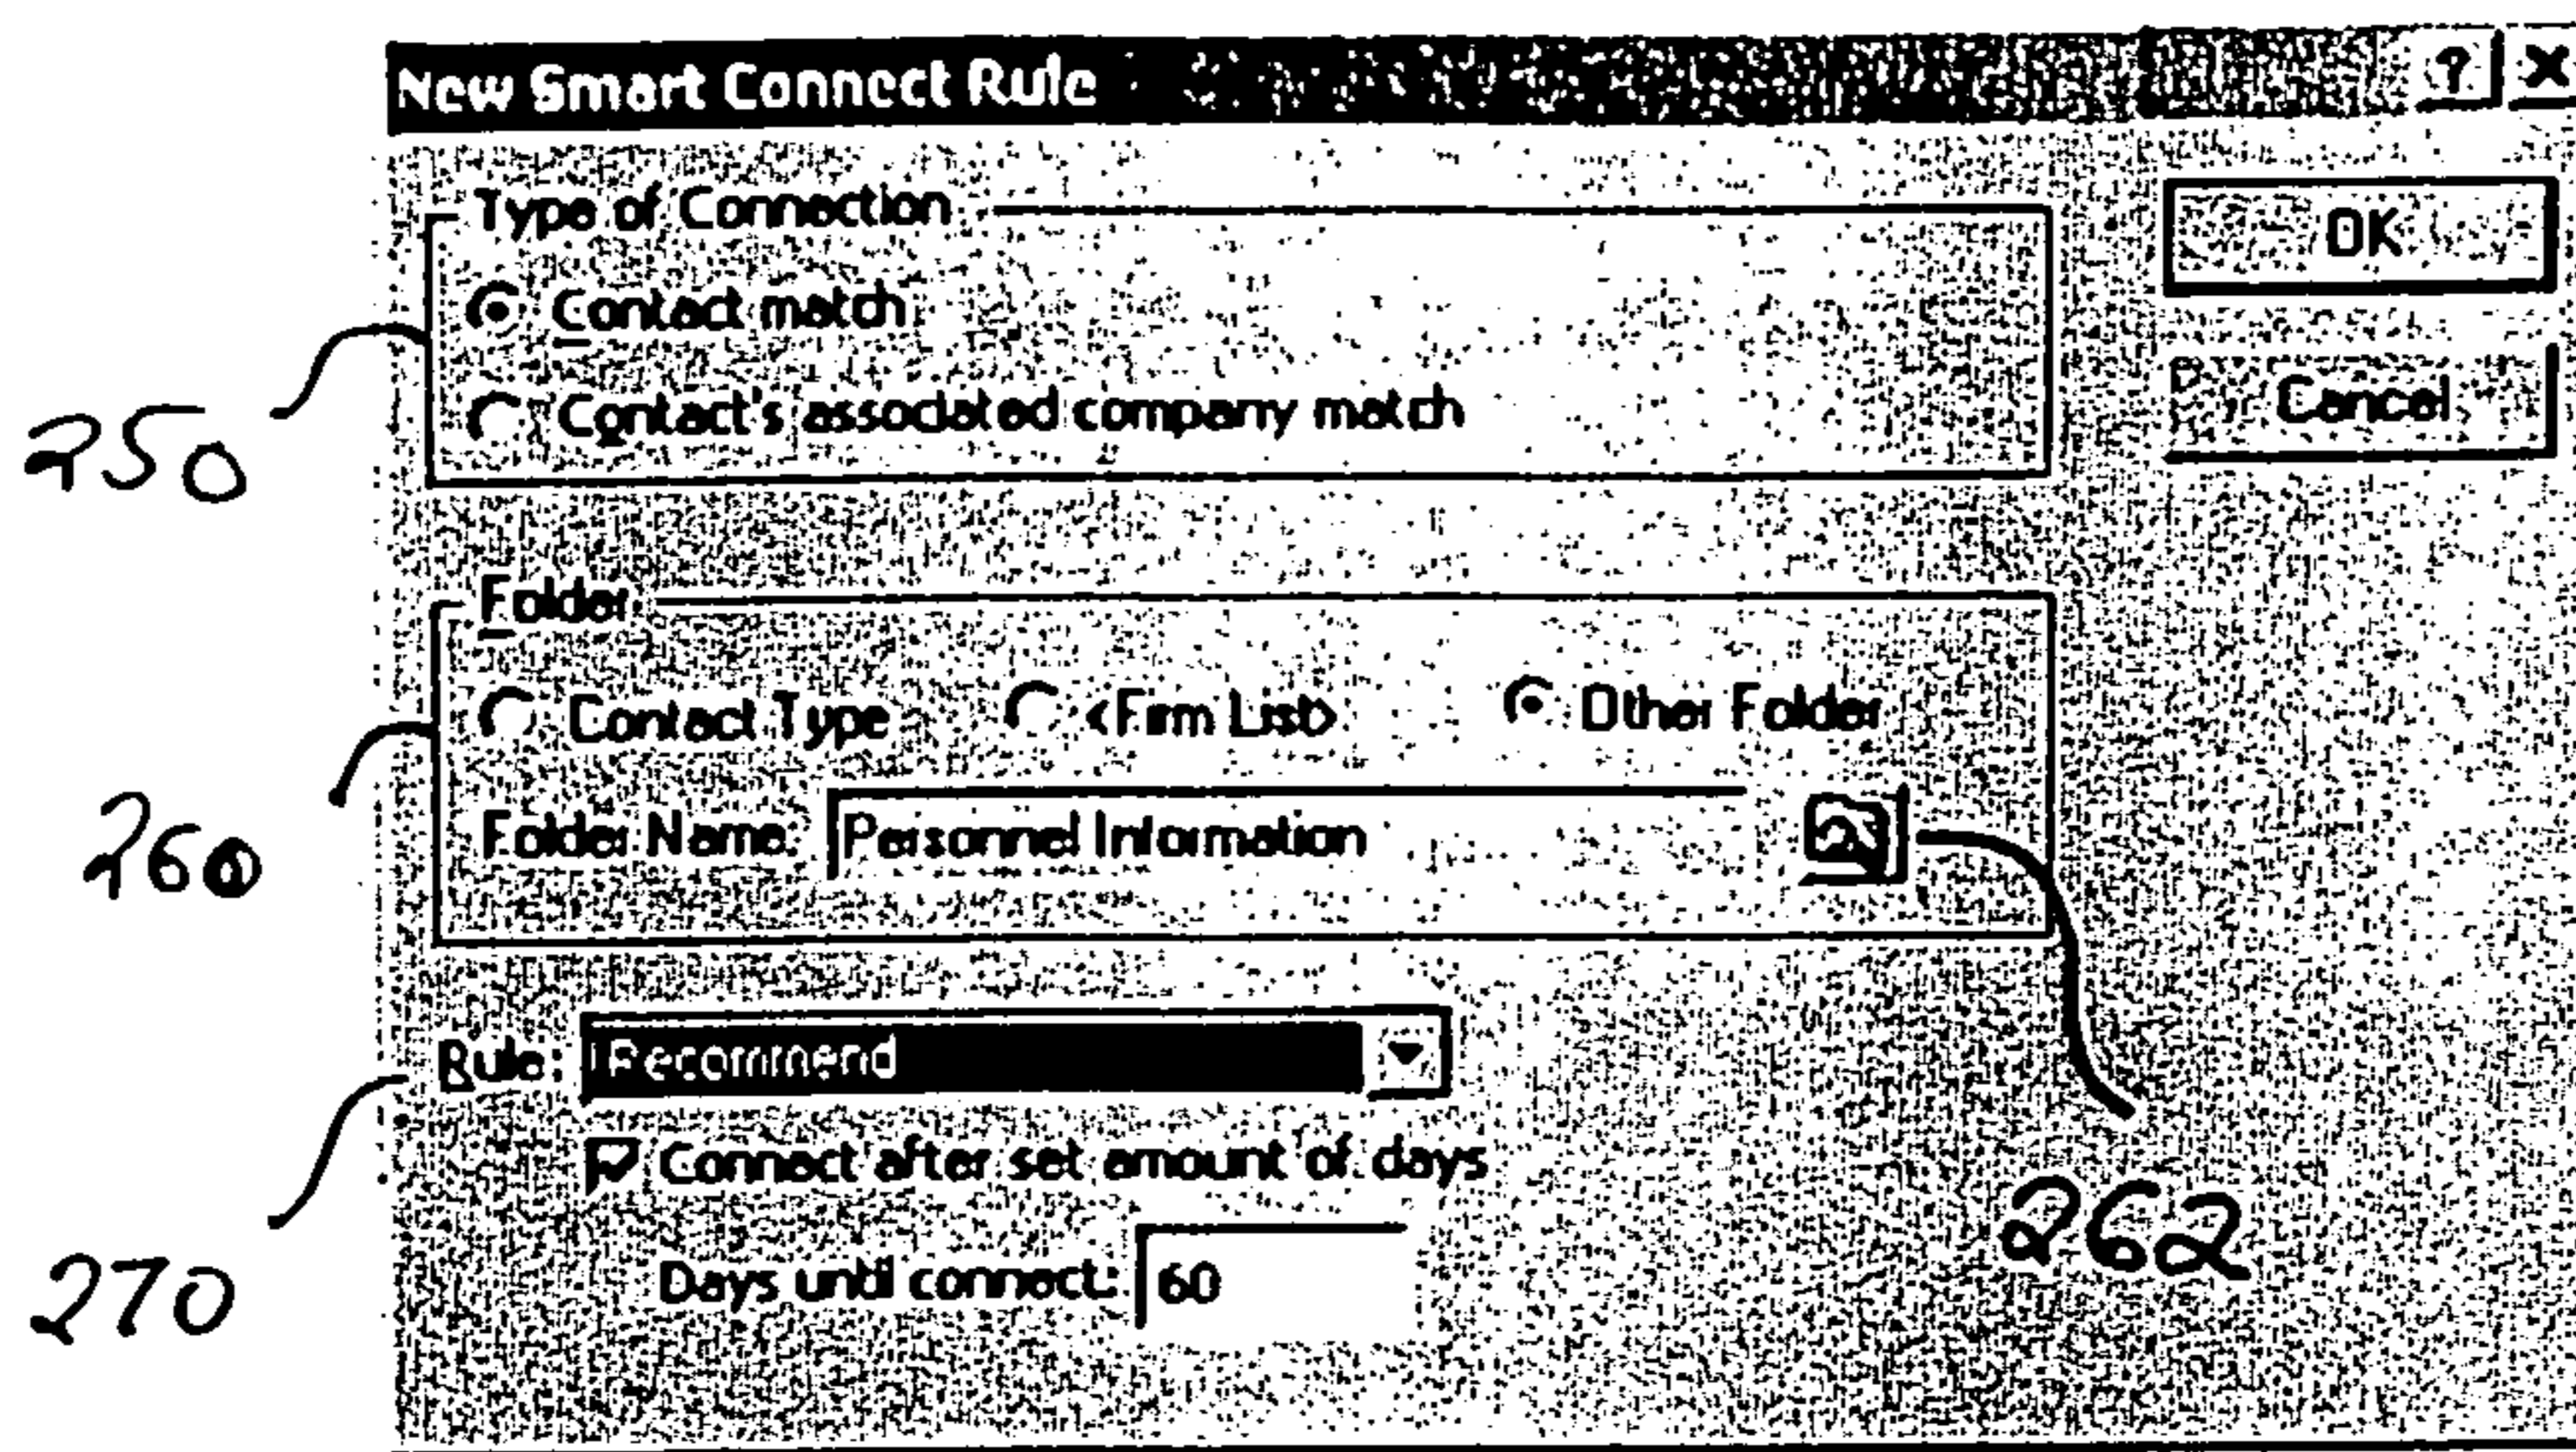 New Smart Connect Rule ? X
Type of Connection
OK
Contact match
250
Contact's associated company match
Cancel
Folder
Contact Type <Firm List> Other Folder
260
Folder Name: Personnel Information
Rule: Recommend
Connect after set amount of days
262
270
Days until connect: 60